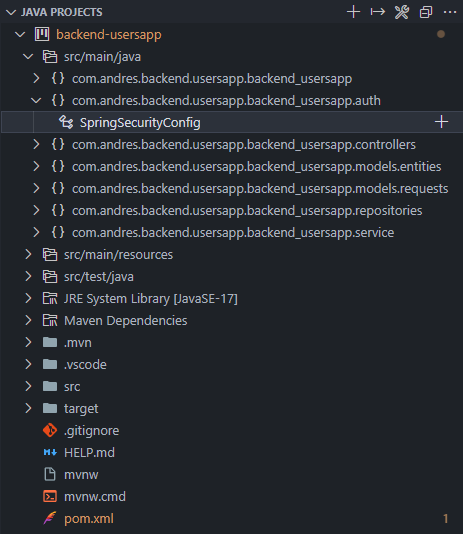 JAVA PROJECTS
backend-usersapp
src/main/java
{} com.andres.backend.usersapp.backend_usersapp
{} com.andres.backend.usersapp.backend_usersapp.auth
SpringSecurityConfig
{} com.andres.backend.usersapp.backend_usersapp.controllers
{} com.andres.backend.usersapp.backend_usersapp.models.entities
{} com.andres.backend.usersapp.backend_usersapp.models.requests
{} com.andres.backend.usersapp.backend_usersapp.repositories
{} com.andres.backend.usersapp.backend_usersapp.service
src/main/resources
src/test/java
JRE System Library [JavaSE-17]
Maven Dependencies
.mvn
.vscode
src
target
.gitignore
HELP.md
mvnw
mvnw.cmd
pom.xml 1